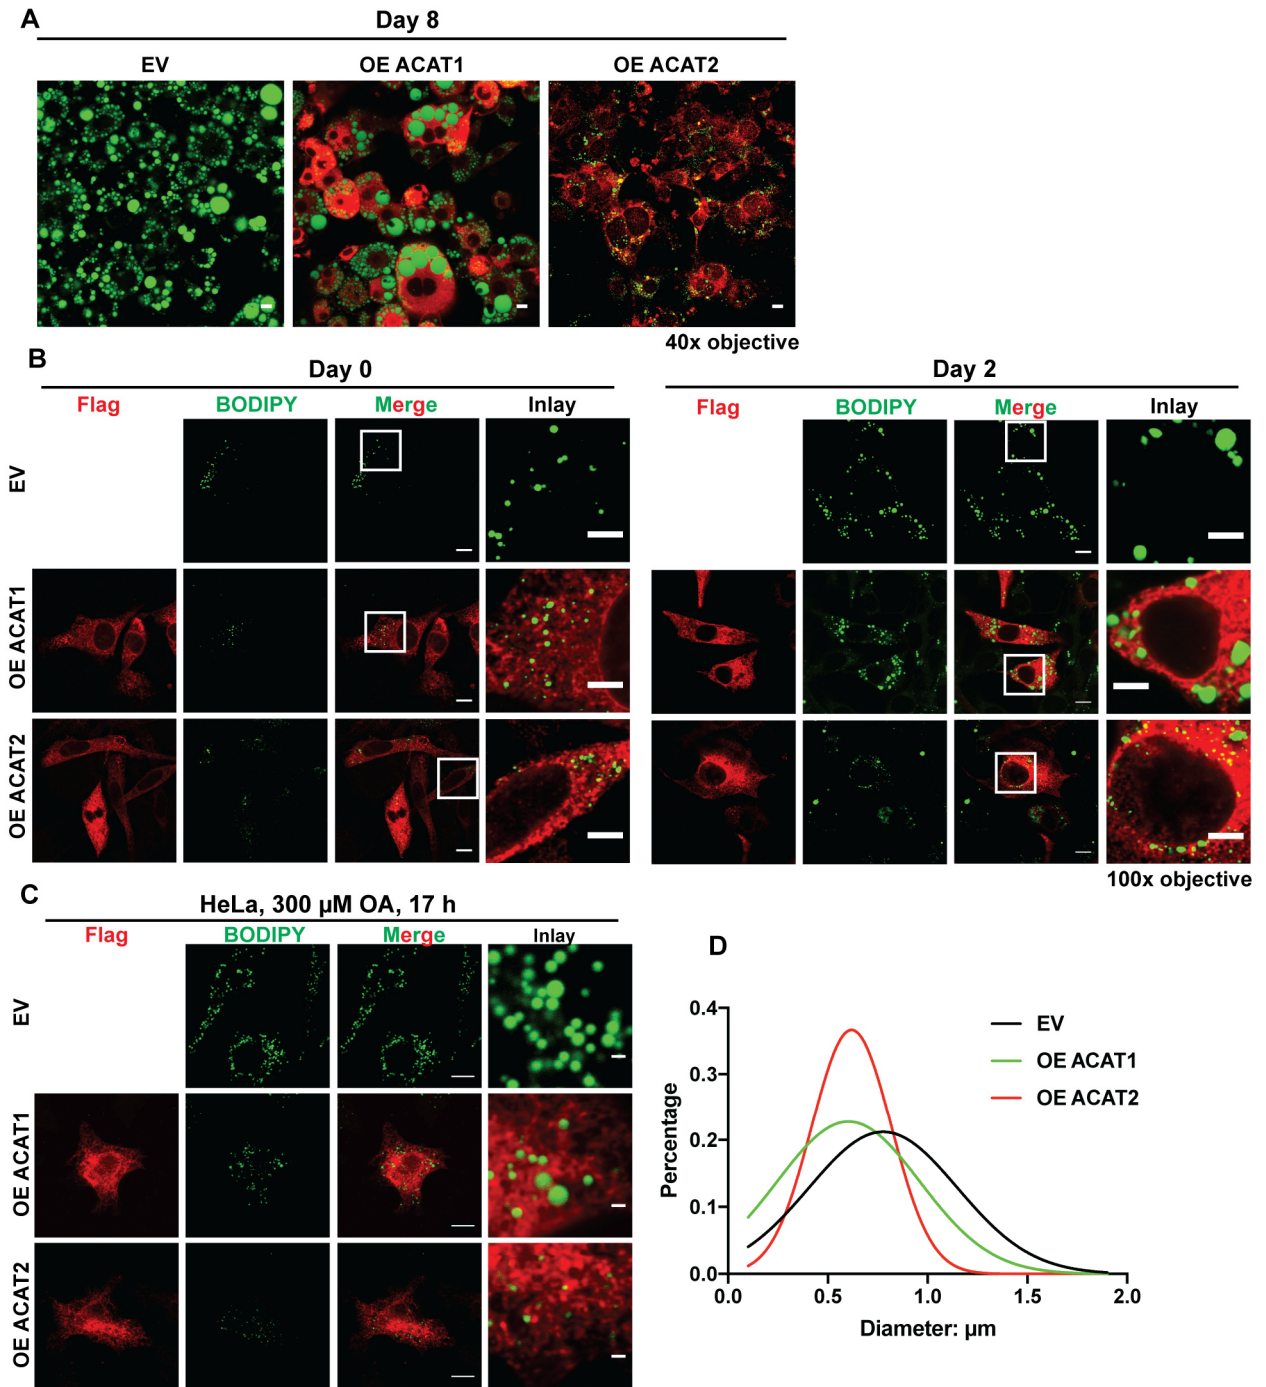 A
Day 8
EV OE ACAT1 OE ACAT2
40x objective
B
Day 0 Day 2
Flag BODIPY Merge Inlay Flag BODIPY Merge Inlay
EV
OE ACAT1
OE ACAT2
100x objective
C
HeLa, 300 μM OA, 17 h
Flag BODIPY Merge Inlay
EV
OE ACAT1
OE ACAT2
D
0.4
0.3
0.2
0.1
0.0
Percentage
EV
OE ACAT1
OE ACAT2
0.0 0.5 1.0 1.5 2.0
Diameter: μm